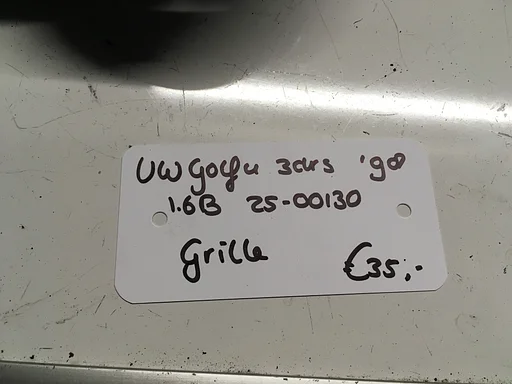 VW Golf 4 3drs '98
1.6B 25-00130
Grille €35,-